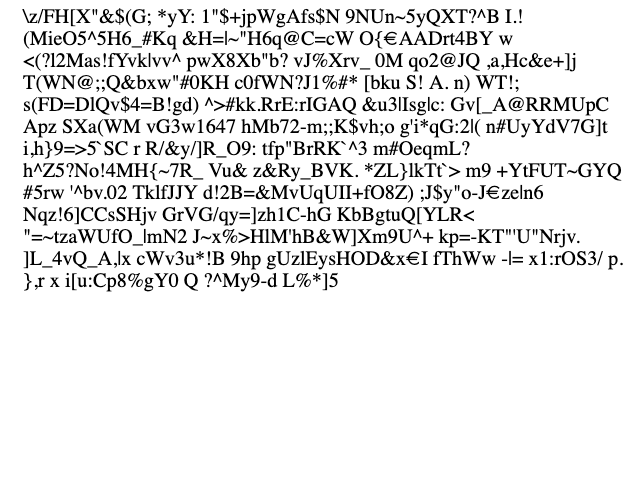 \z/FH[X"&$(G; *yY: 1"$+jpWgAfs$N 9NUn~5yQXT?^B I.!
(MieO5^5H6_#Kq &H=|~"H6q@C=cW O{€AADrt4BY w
<(?l2Mas!fYvk|vv^ pwX8Xb"b? vJ%Xrv_ 0M qo2@JQ ,a,Hc&e+]j
T(WN@;;Q&bxw"#0KH c0fWN?J1%#* [bku S! A. n) WT!;
s(FD=DlQv$4=B!gd) ^>#kk.RrE:rIGAQ &u3|Isg|c: Gv[_A@RRMUpC
Apz SXa(WM vG3w1647 hMb72-m;;K$vh;o g'i*qG:2|( n#UyYdV7G]t
i,h}9=>5`SC r R/&y/]R_O9: tfp"BrRK`^3 m#OeqmL?
h^Z5?No!4MH{~7R_ Vu& z&Ry_BVK. *ZL}lkTt`> m9 +YtFUT~GYQ
#5rw '^bv.02 TklfJJY d!2B=&MvUqUII+fO8Z) ;J$y"o-J€ze|n6
Nqz!6]CCsSHjv GrVG/qy=]zh1C-hG KbBgtuQ[YLR<
"=~tzaWUfO_|mN2 J~x%>HlM'hB&W]Xm9U^+ kp=-KT"'U"Nrjv.
]L_4vQ_A,|x cWv3u*!B 9hp gUzlEysHOD&x€I fThWw -|= x1:rOS3/ p.
},r x i[u:Cp8%gY0 Q ?^My9-d L%*]5